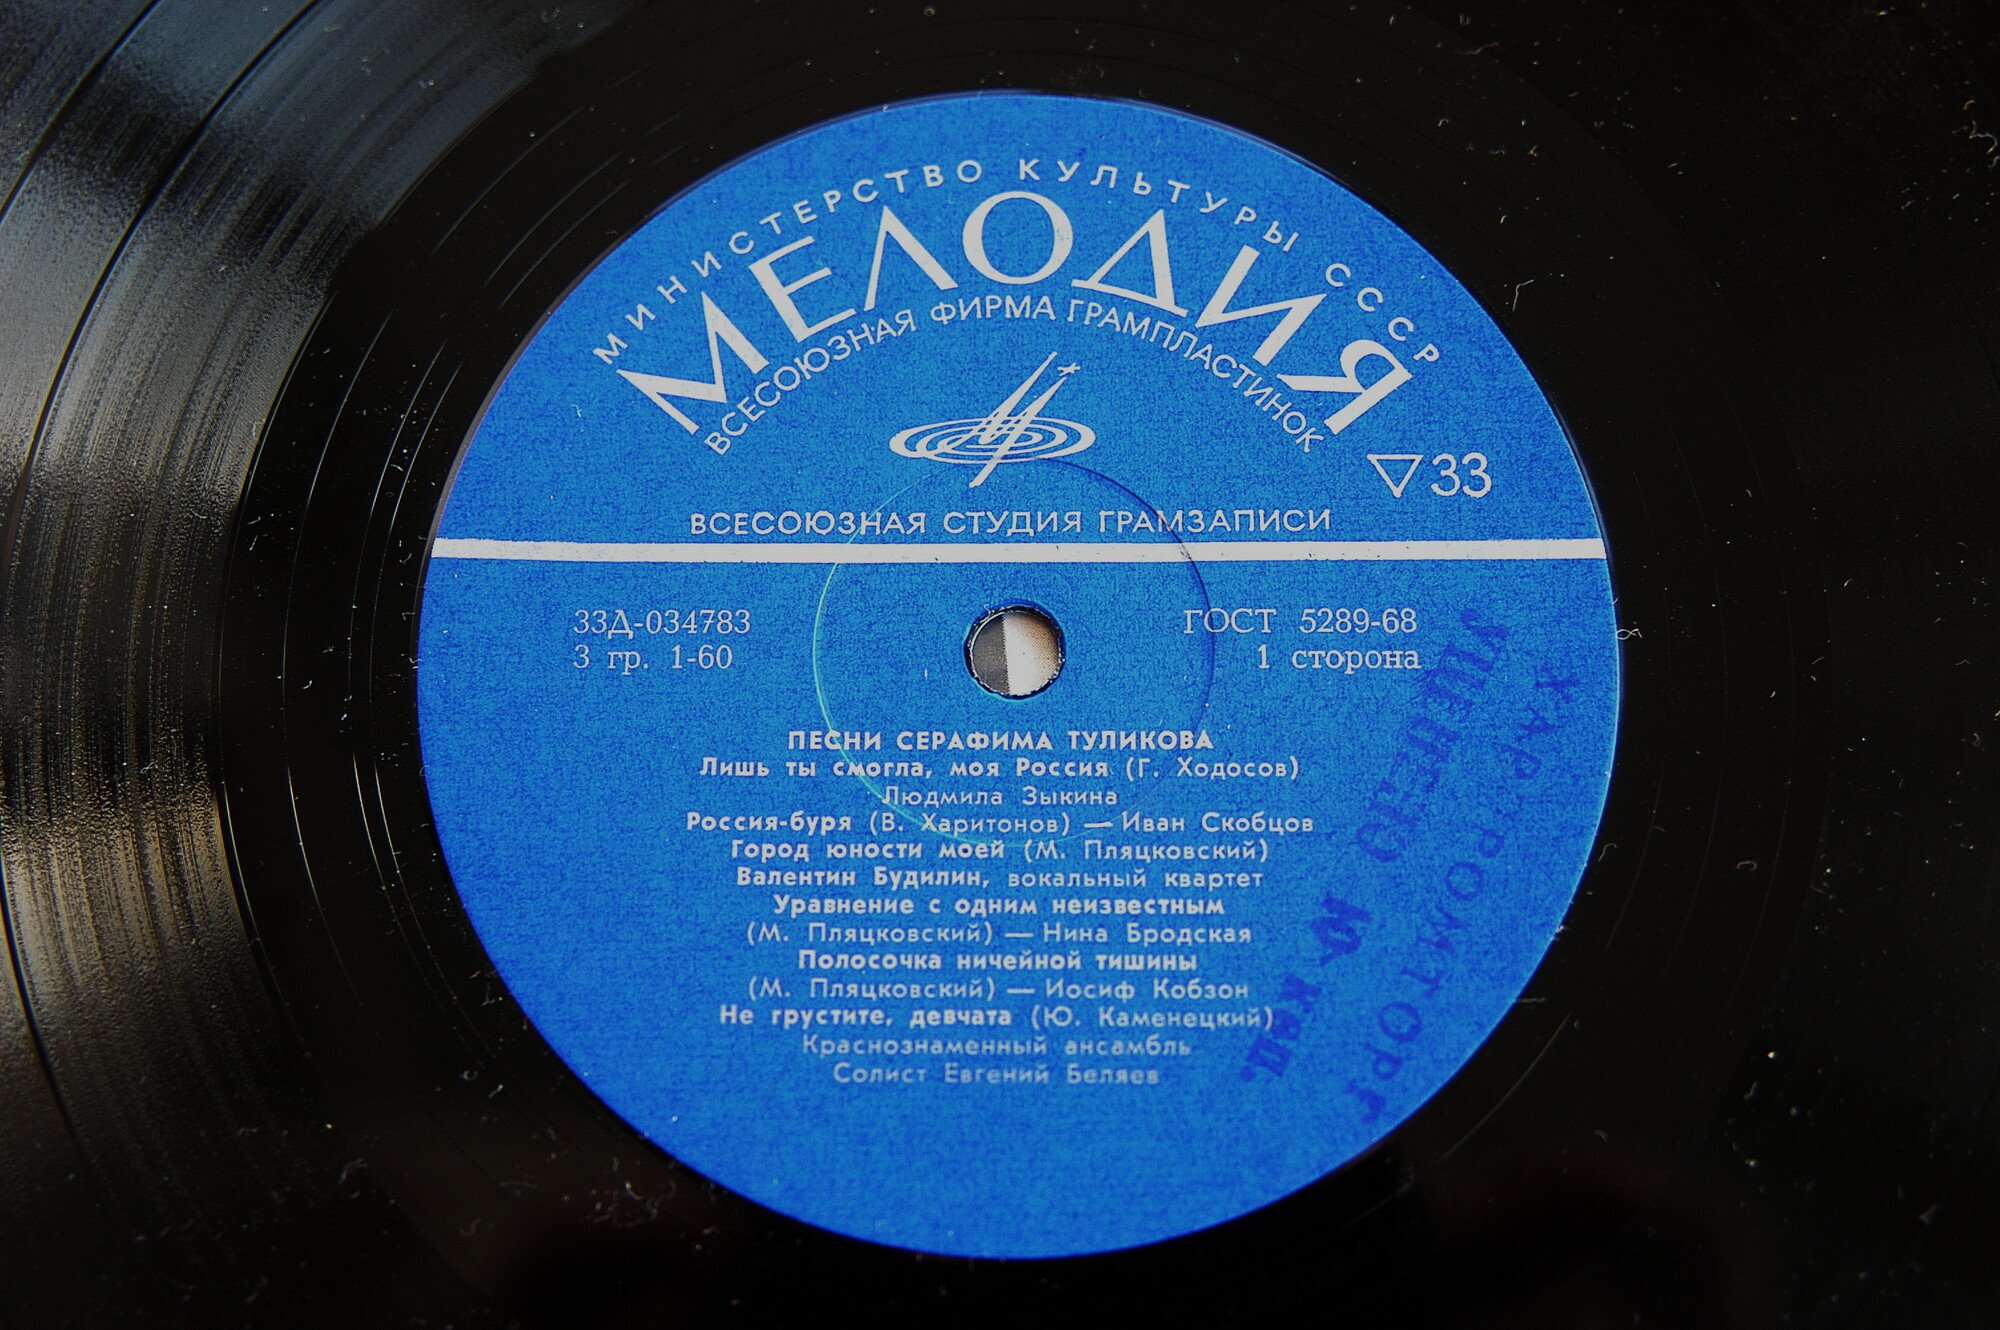 МИНИСТЕРСТВО КУЛЬТУРЫ СССР
МЕЛОДИЯ
ВСЕСОЮЗНАЯ ФИРМА ГРАМПЛАСТИНОК
▽33
ВСЕСОЮЗНАЯ СТУДИЯ ГРАМЗАПИСИ
33Д-034783
ГОСТ 5289-68
3 гр. 1-60
1 сторона
ПЕСНИ СЕРАФИМА ТУЛИКОВА
Лишь ты смогла, моя Россия (Г. Ходосов)
Людмила Зыкина
Россия-буря (В. Харитонов) — Иван Скобцов
Город юности моей (М. Пляцковский)
Валентин Будилин, вокальный квартет
Уравнение с одним неизвестным
(М. Пляцковский) — Нина Бродская
Полосочка ничейной тишины
(М. Пляцковский) — Иосиф Кобзон
Не грустите, девчата (Ю. Каменецкий)
Краснознаменный ансамбль
Солист Евгений Беляев
ХАРПРОМТОРГ
УЦЕНЕНО